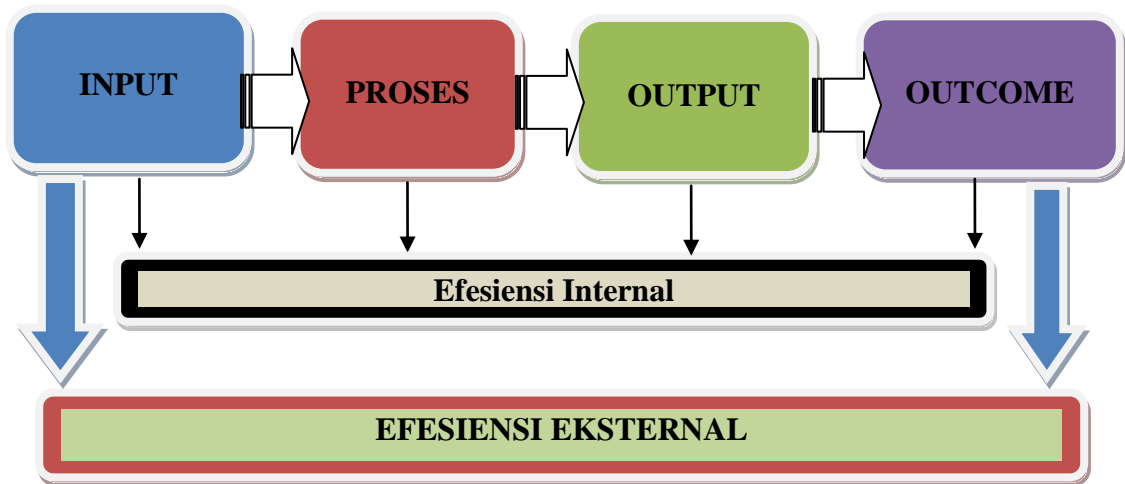 INPUT
PROSES
OUTPUT
OUTCOME
Efesiensi Internal
EFESIENSI EKSTERNAL